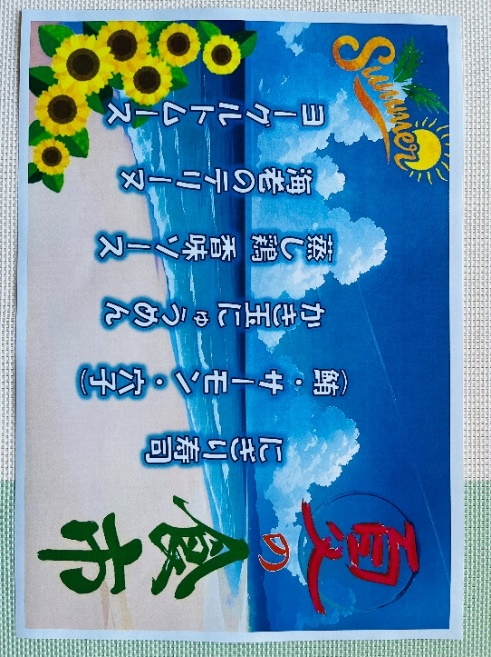 夏の食市
にぎり寿司
(鮪・サーモン・穴子)
かき玉にゅうめん
蒸し鶏 香味ソース
海老のテリーヌ
ヨーグルトムース
Summer